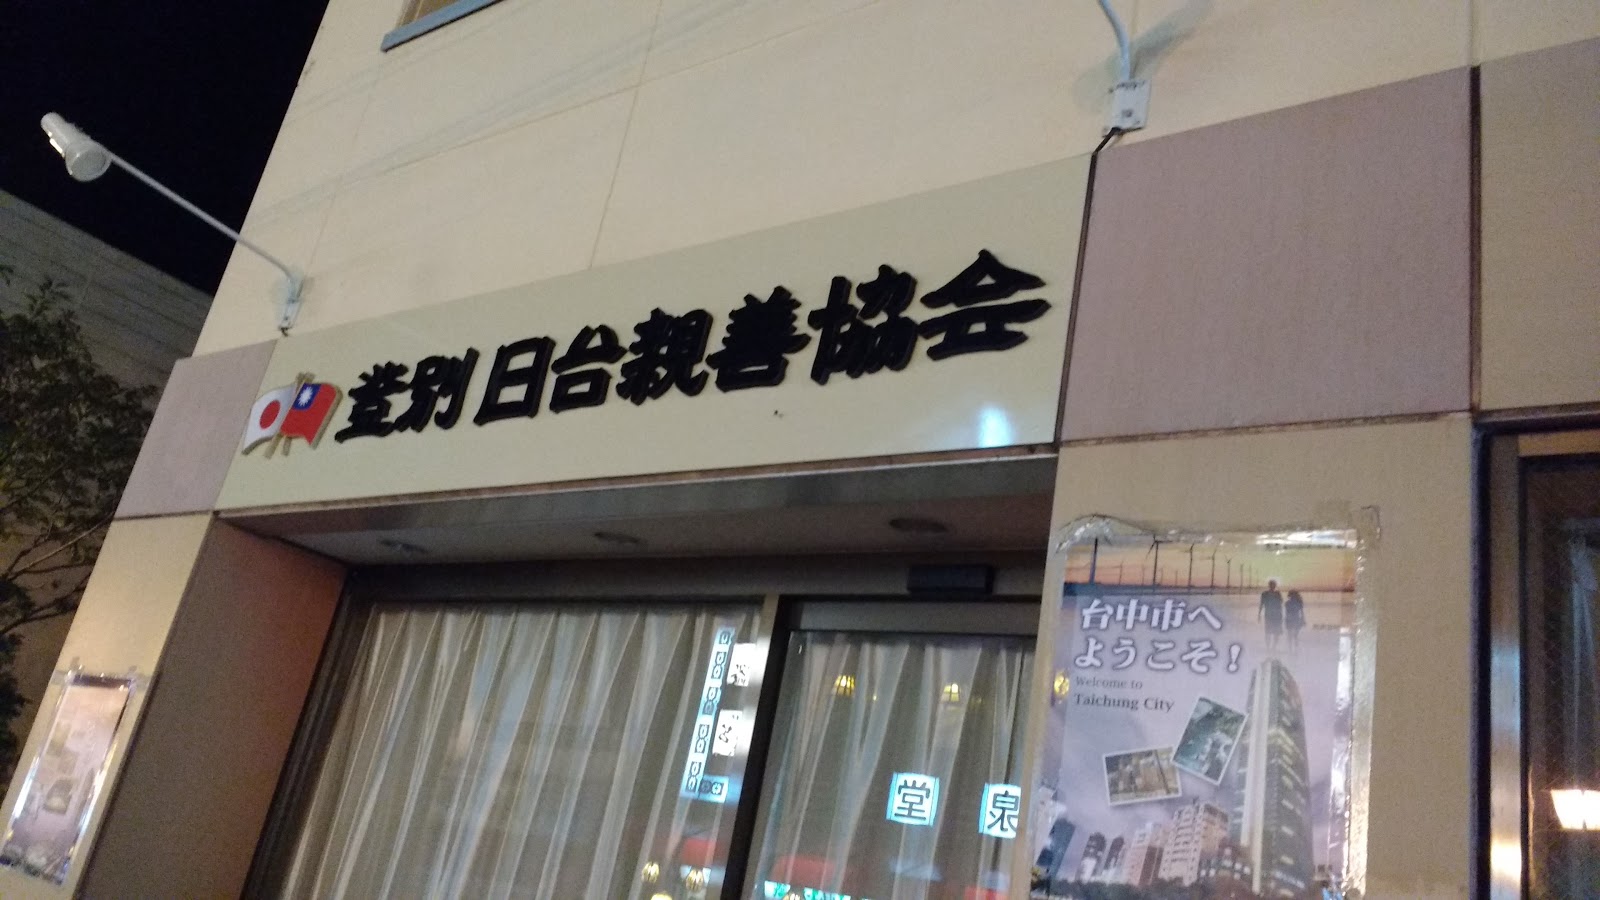 登別日台親善協会
台中市へ
ようこそ!
Welcome to
Taichung City
堂
泉